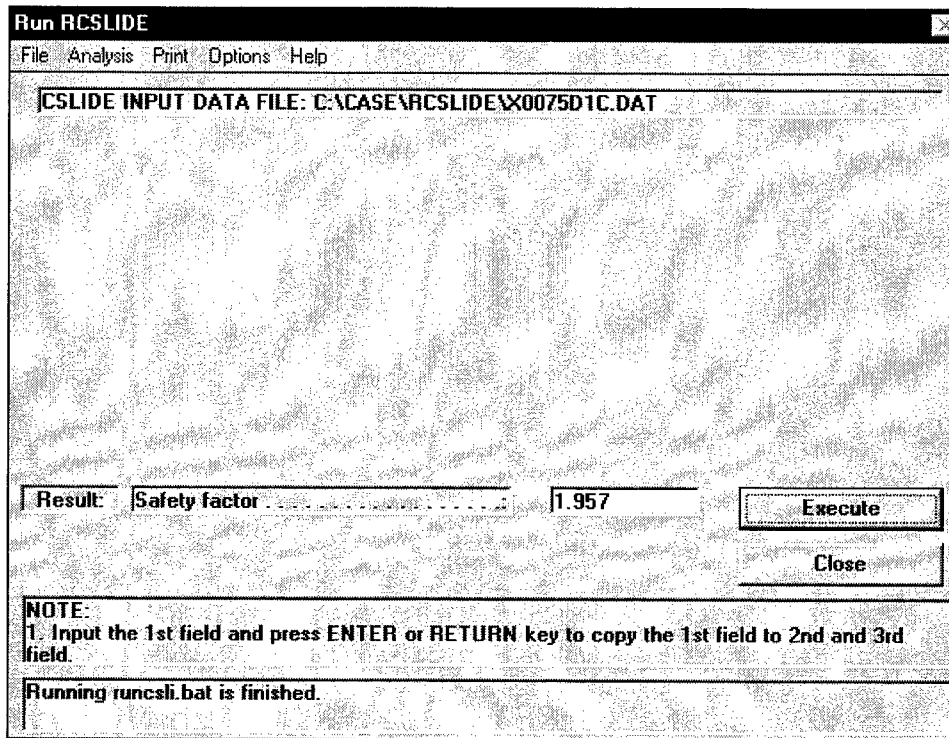 Run RCSLIDE
File Analysis Print Options Help
CSLIDE INPUT DATA FILE: C:\CASE\RCSLIDE\X0075D1C.DAT
Result: Safety factor . . . . . . . . . . . . . . : 1.957
Execute
Close
NOTE:
1. Input the 1st field and press ENTER or RETURN key to copy the 1st field to 2nd and 3rd
field.
Running runcsli.bat is finished.